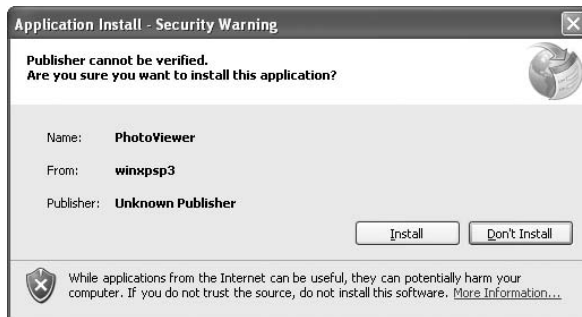 Application Install - Security Warning
Publisher cannot be verified.
Are you sure you want to install this application?
Name: PhotoViewer
From: winxpsp3
Publisher: Unknown Publisher
Install Don't Install
While applications from the Internet can be useful, they can potentially harm your
computer. If you do not trust the source, do not install this software. More Information...